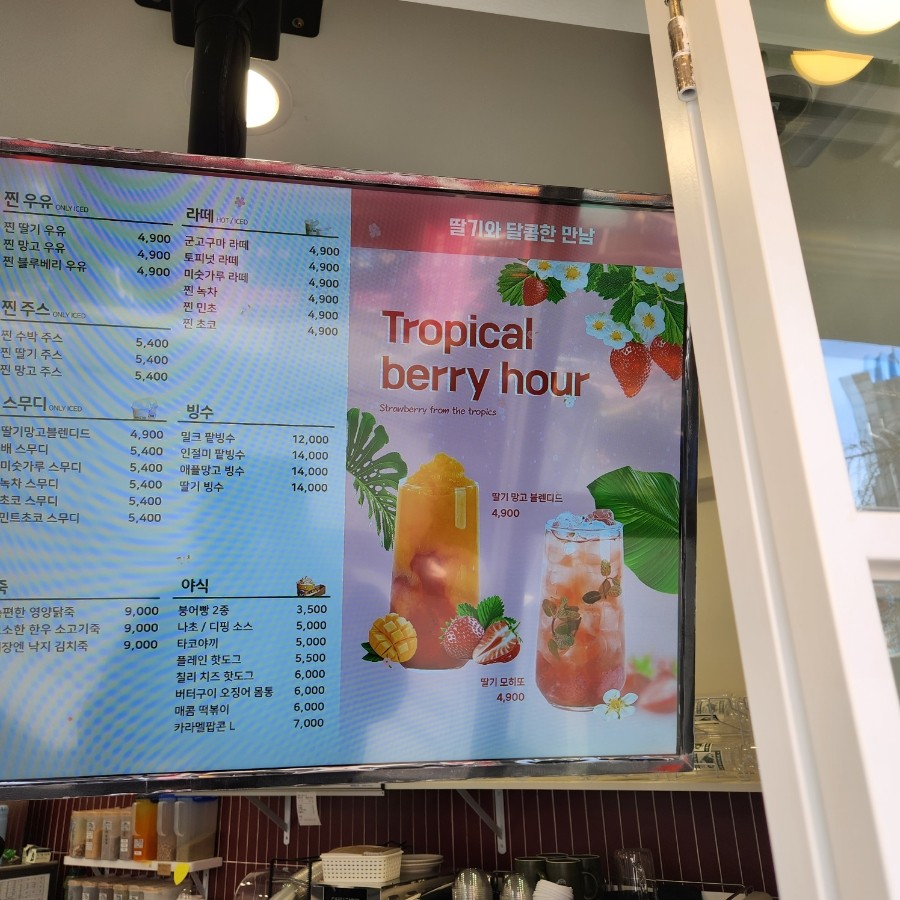 찐 우유 ONLY ICED
찐 딸기 우유 4,900
찐 망고 우유 4,900
찐 블루베리 우유 4,900
찐 주스 ONLY ICED
찐 수박 주스 5,400
찐 딸기 주스 5,400
찐 망고 주스 5,400
스무디 ONLY ICED
딸기망고블렌디드 4,900
배 스무디 5,400
미숫가루 스무디 5,400
녹차 스무디 5,400
초코 스무디 5,400
민트초코 스무디 5,400
죽
편한 영양닭죽 9,000
소한 한우 소고기죽 9,000
장엔 낙지 김치죽 9,000
라떼 HOT / ICED
군고구마 라떼 4,900
토피넛 라떼 4,900
미숫가루 라떼 4,900
찐 녹차 4,900
찐 민초 4,900
찐 초코 4,900
빙수
밀크 팥빙수 12,000
인절미 팥빙수 14,000
애플망고 빙수 14,000
딸기 빙수 14,000
야식
붕어빵 2종 3,500
나초 / 디핑 소스 5,000
타코야끼 5,000
플레인 핫도그 5,500
칠리 치즈 핫도그 6,000
버터구이 오징어 몸통 6,000
매콤 떡볶이 6,000
카라멜팝콘 L 7,000
딸기와 달콤한 만남
Tropical
berry hour
Strawberry from the tropics
딸기 망고 블렌디드
4,900
딸기 모히또
4,900